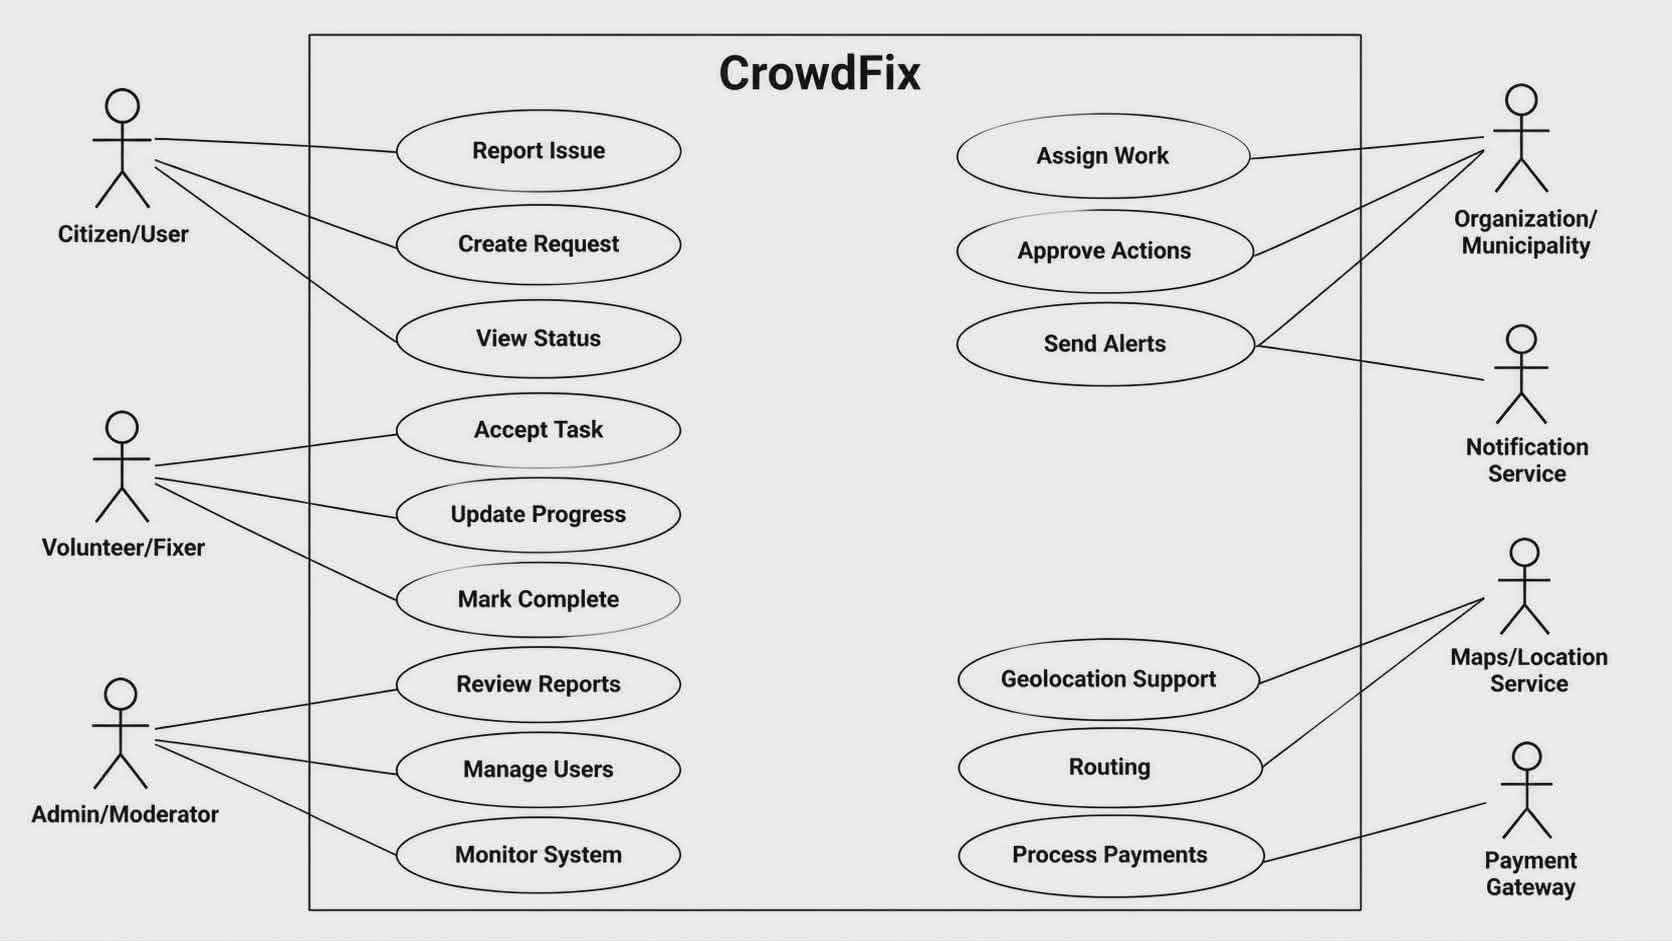 CrowdFix
Citizen/User
Volunteer/Fixer
Admin/Moderator
Report Issue
Create Request
View Status
Accept Task
Update Progress
Mark Complete
Review Reports
Manage Users
Monitor System
Assign Work
Approve Actions
Send Alerts
Geolocation Support
Routing
Process Payments
Organization/
Municipality
Notification
Service
Maps/Location
Service
Payment
Gateway